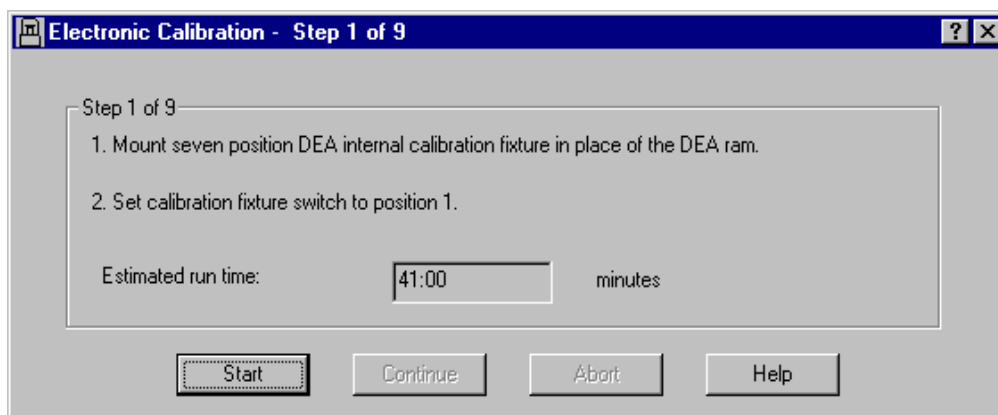 Electronic Calibration - Step 1 of 9
Step 1 of 9
1. Mount seven position DEA internal calibration fixture in place of the DEA ram.
2. Set calibration fixture switch to position 1.
Estimated run time: 41:00 minutes
Start Continue Abort Help